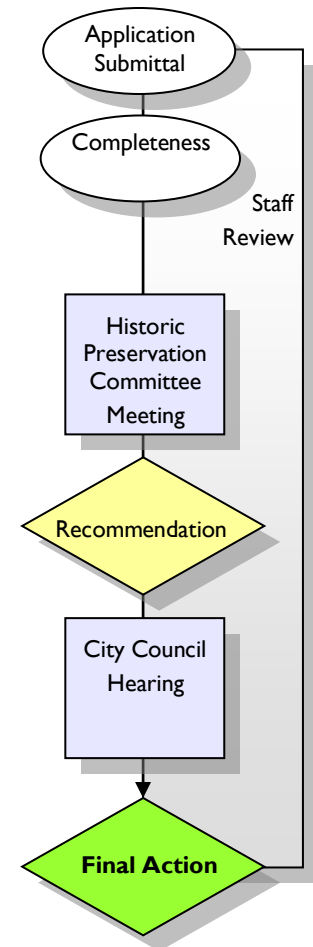 Application
Submittal
Completeness
Staff
Review
Historic
Preservation
Committee
Meeting
Recommendation
City Council
Hearing
Final Action